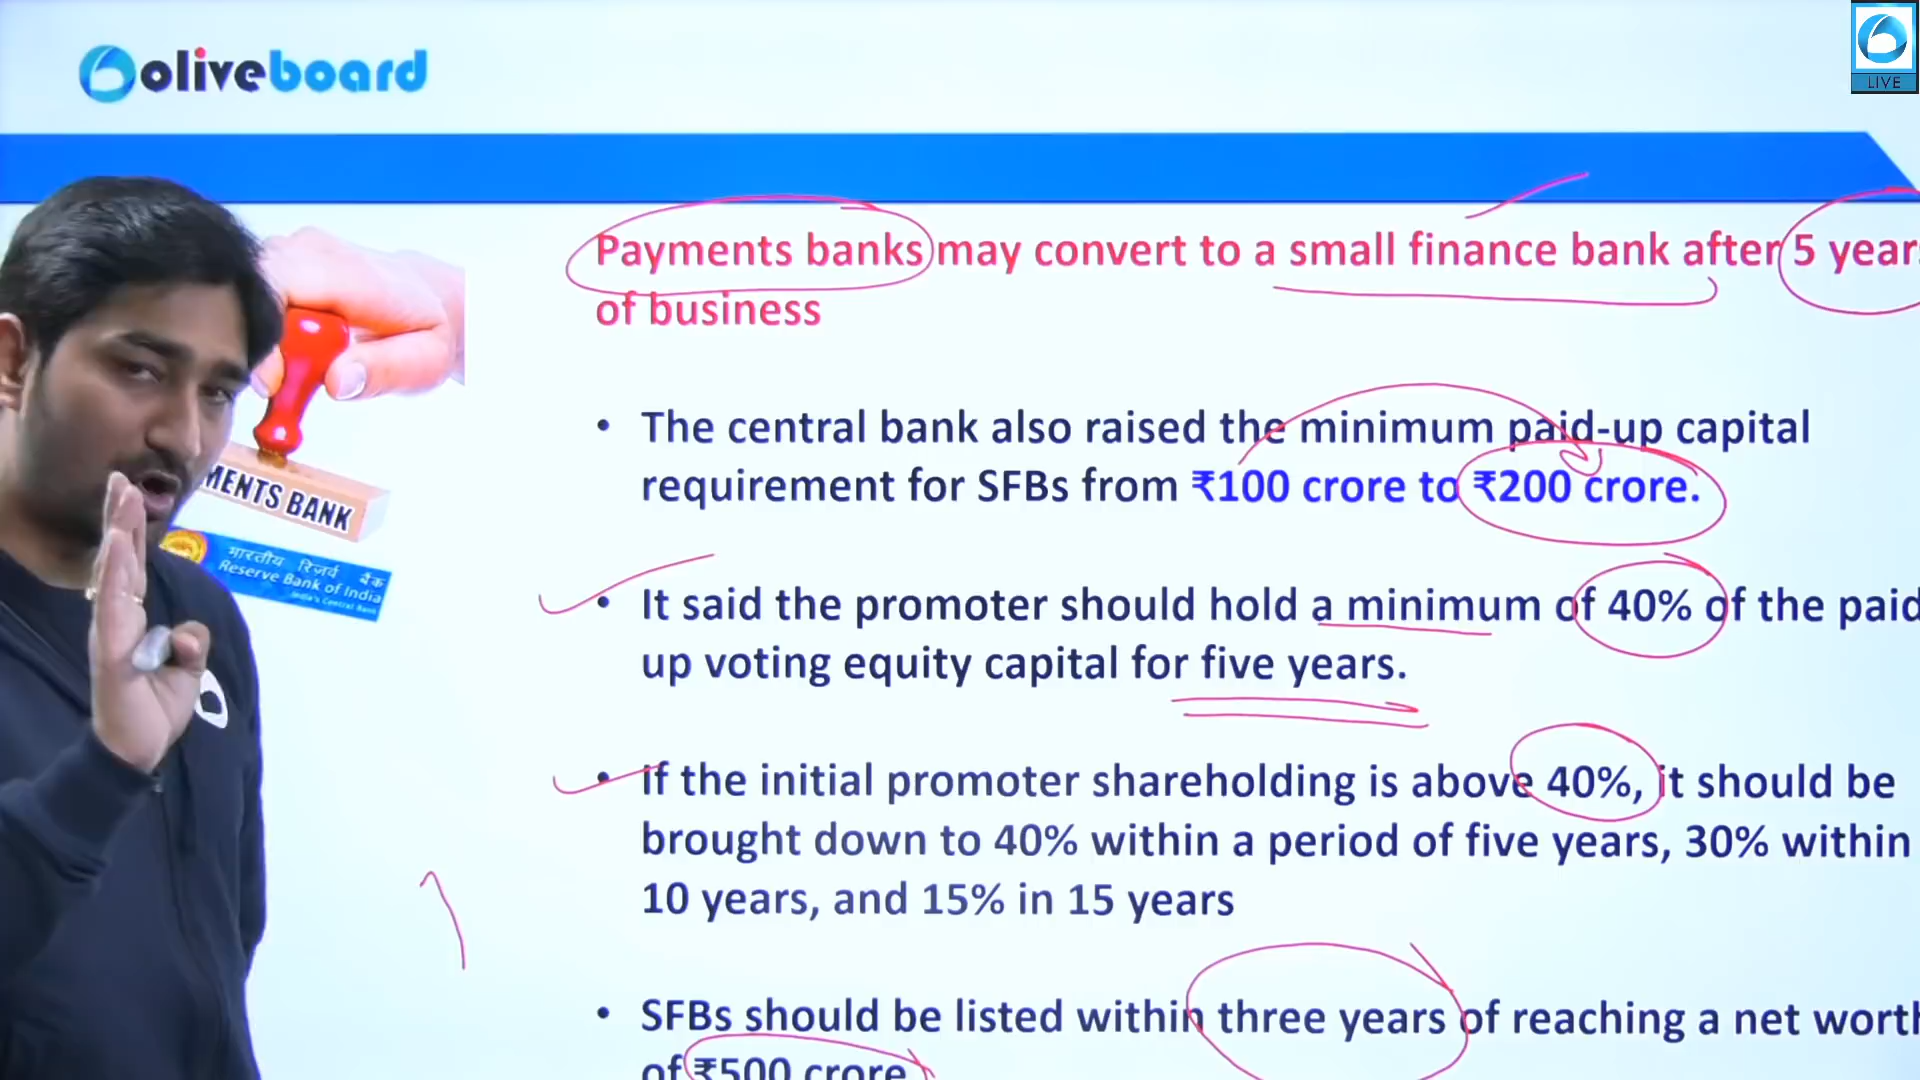 oliveboard
LIVE
Payments banks may convert to a small finance bank after 5 year
of business
• The central bank also raised the minimum paid-up capital
requirement for SFBs from ₹100 crore to ₹200 crore.
• It said the promoter should hold a minimum of 40% of the paid
up voting equity capital for five years.
• If the initial promoter shareholding is above 40%, it should be
brought down to 40% within a period of five years, 30% within
10 years, and 15% in 15 years
• SFBs should be listed within three years of reaching a net worth
of ₹500 crore
MENTS BANK
भारतीय रिज़र्व बैंक
Reserve Bank of India
India's Central Bank